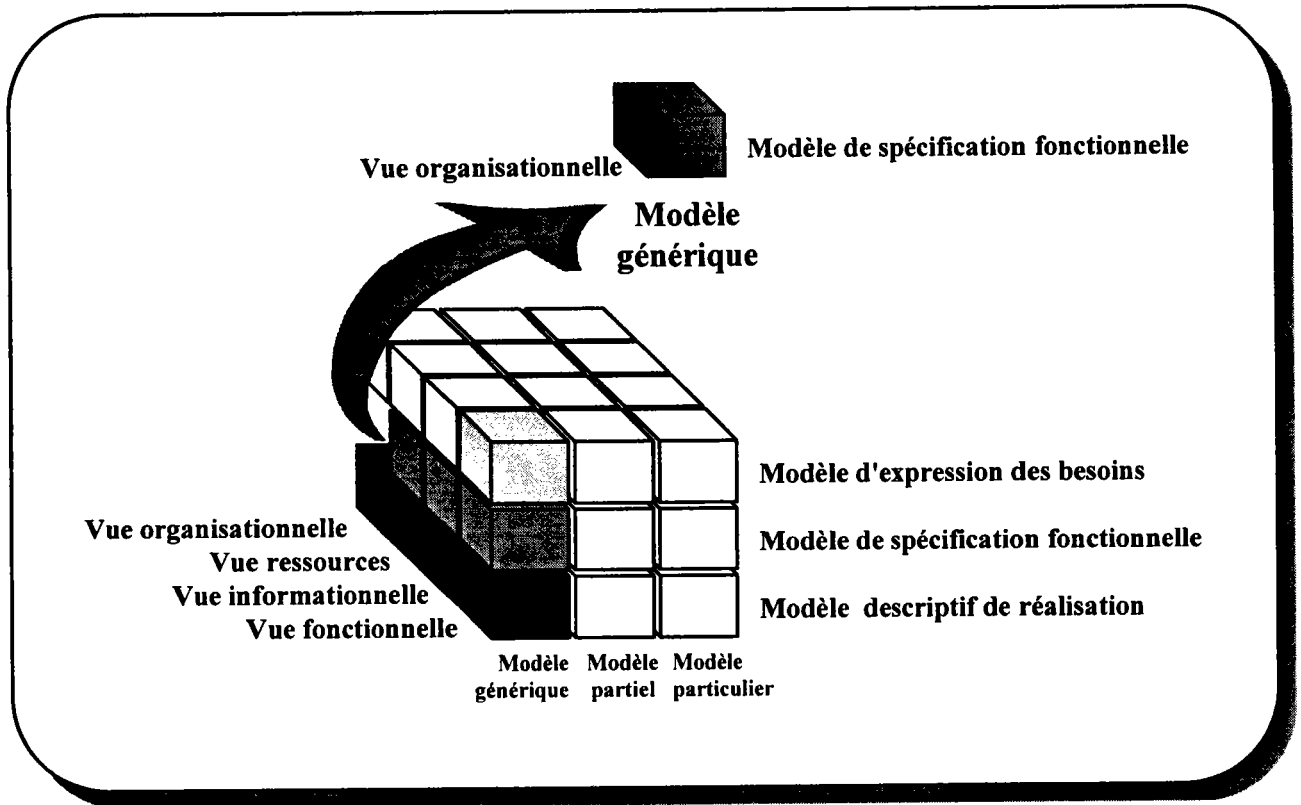 Modèle de spécification fonctionnelle
Vue organisationnelle
Modèle
générique
Modèle d'expression des besoins
Modèle de spécification fonctionnelle
Modèle descriptif de réalisation
Vue organisationnelle
Vue ressources
Vue informationnelle
Vue fonctionnelle
Modèle Modèle Modèle
générique partiel particulier